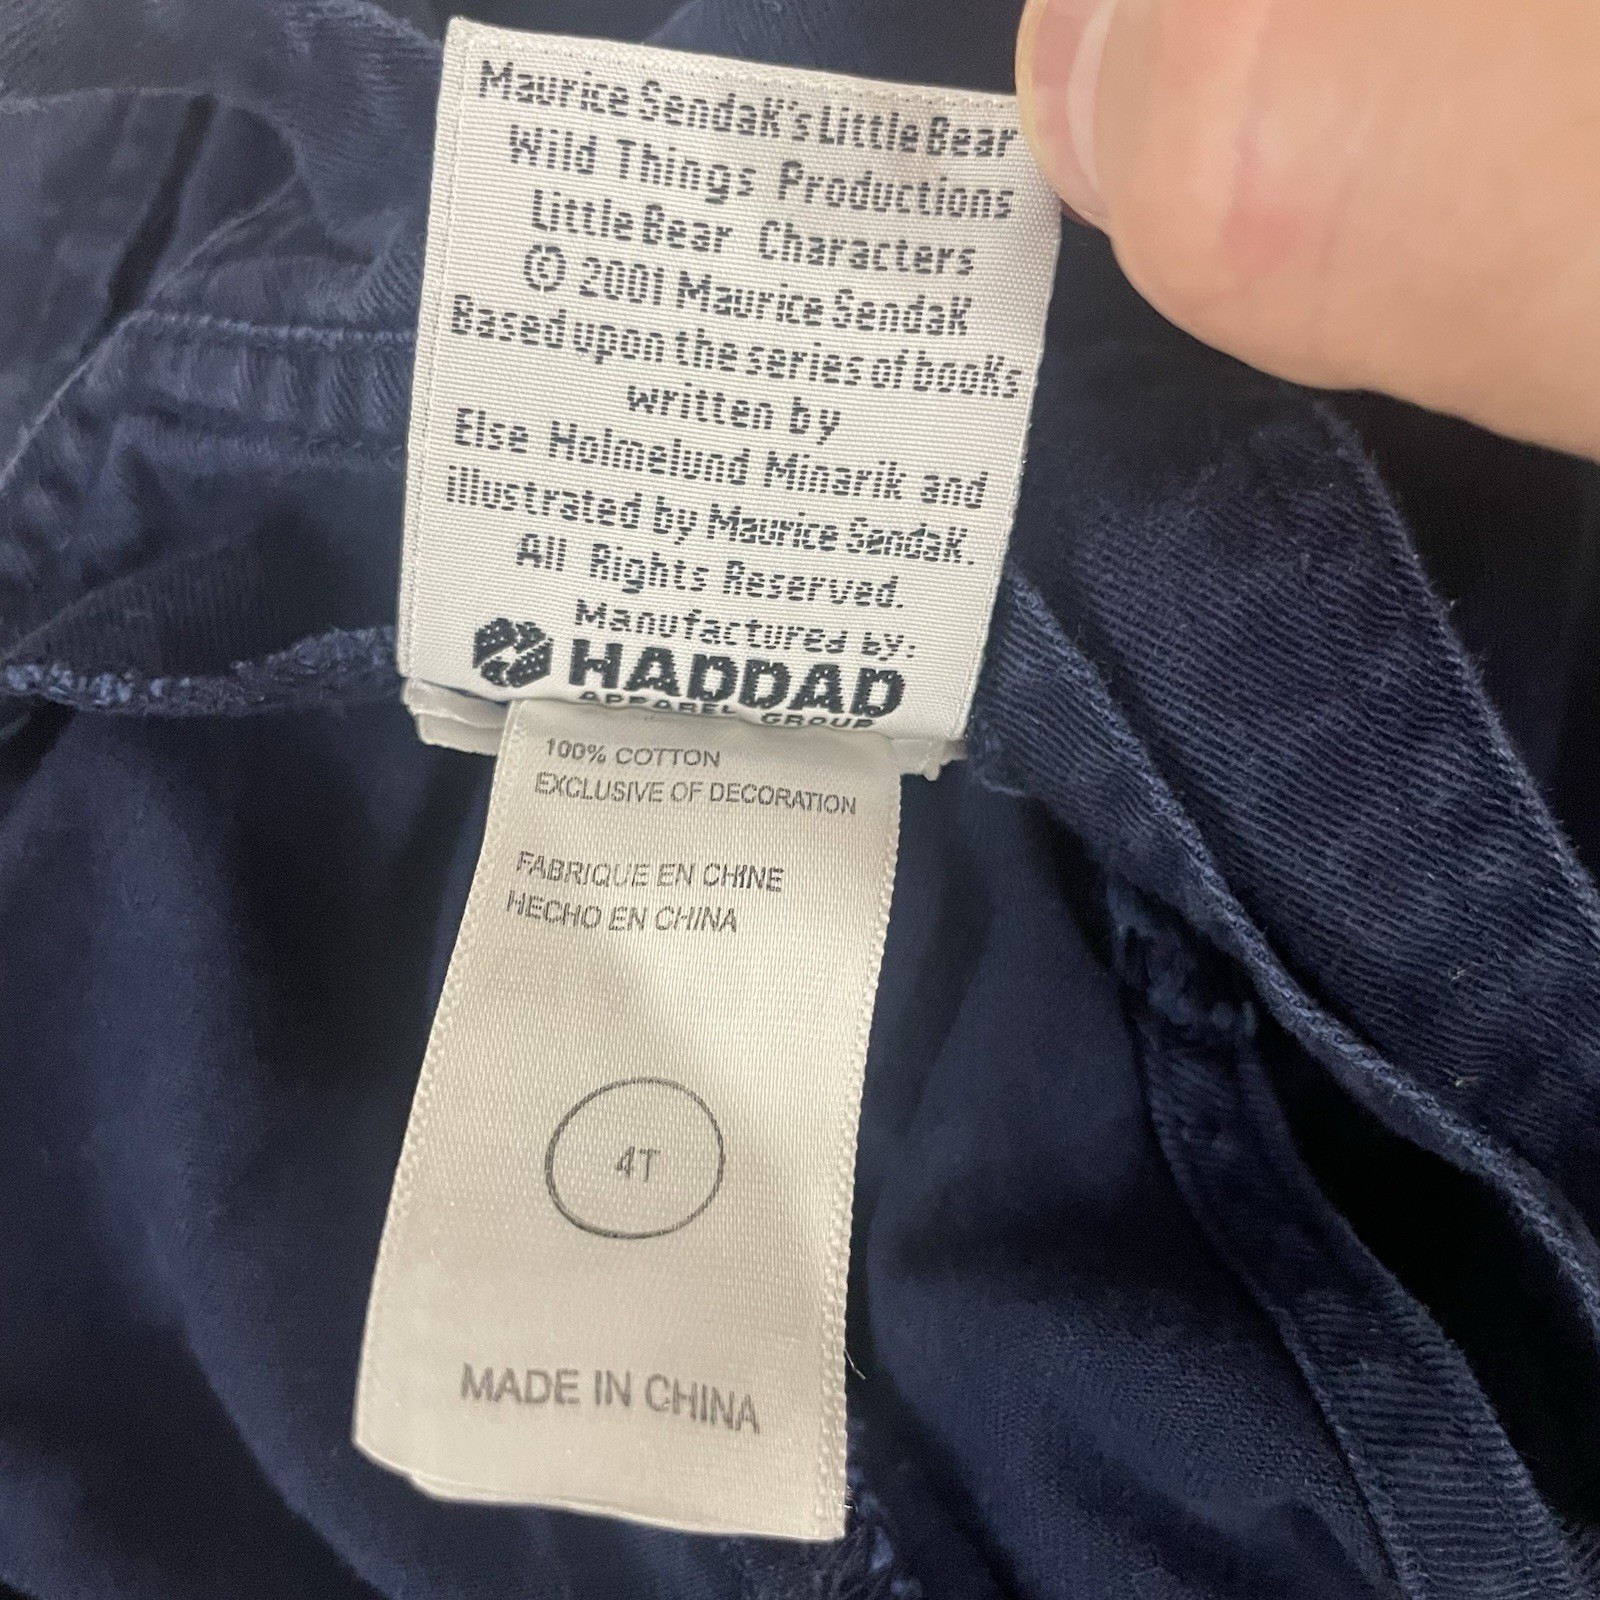 Maurice Sendak's Little Bear
Wild Things Productions
Little Bear Characters
© 2001 Maurice Sendak
Based upon the series of books
written by
Else Holmelund Minarik and
illustrated by Maurice Sendak.
All Rights Reserved.
Manufactured by:
HADDAD
APPAREL GROUP
100% COTTON
EXCLUSIVE OF DECORATION
FABRIQUE EN CHINE
HECHO EN CHINA
4T
MADE IN CHINA